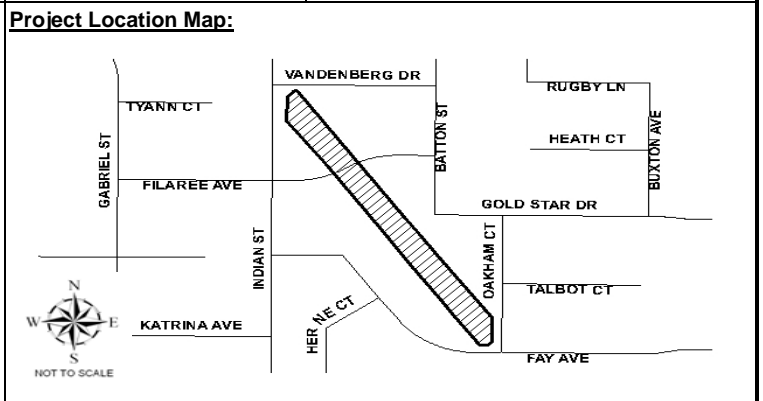 Project Location Map:
VANDENBERG DR
RUGBY LN
TYANN CT
HEATH CT
BATTON ST
BUXTON AVE
GABRIEL ST
FILAREE AVE
GOLD STAR DR
INDIAN ST
OAKHAM CT
TALBOT CT
N
W
E
S
NOT TO SCALE
KATRINA AVE
HER NE CT
FAY AVE